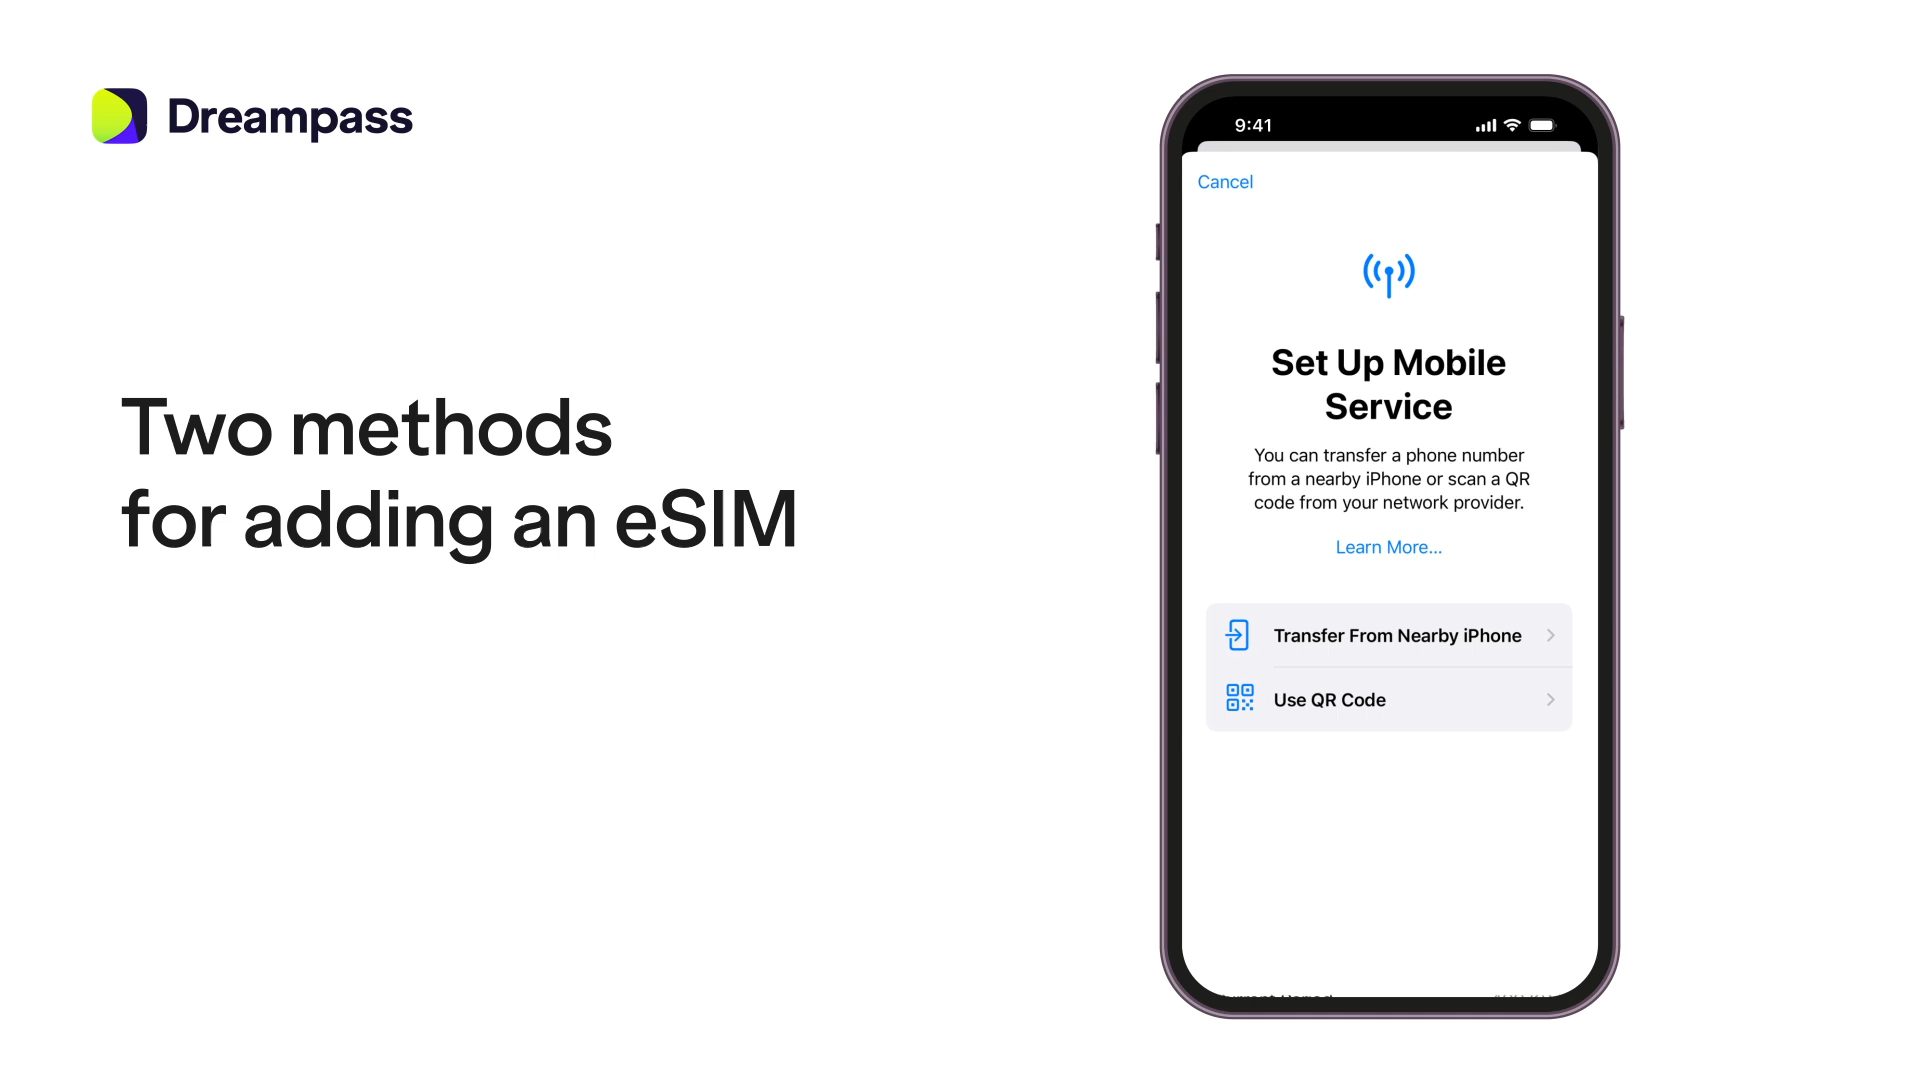 Dreampass
Two methods
for adding an eSIM
9:41
Cancel
Set Up Mobile
Service
You can transfer a phone number
from a nearby iPhone or scan a QR
code from your network provider.
Learn More...
Transfer From Nearby iPhone
Use QR Code